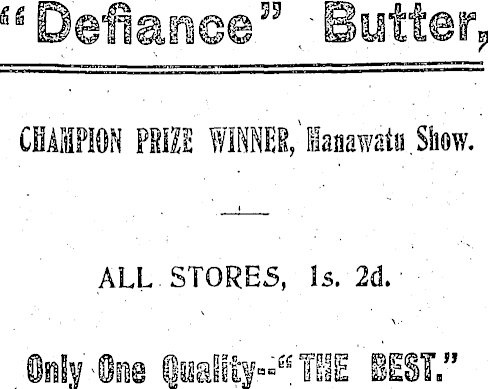 "Defiance" Butter,
CHAMPION PRIZE WINNER, Manawatu Show.
ALL STORES, 1s. 2d.
Only One Quality--"THE BEST."